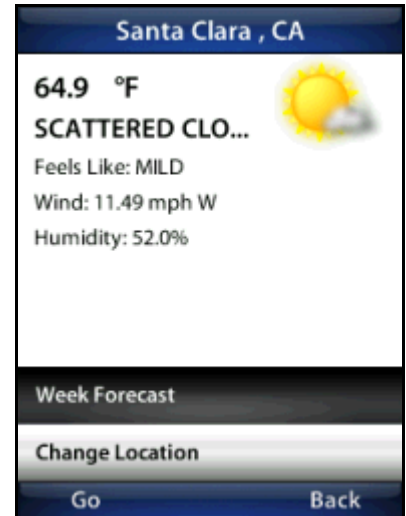 Santa Clara , CA
64.9 °F
SCATTERED CLO...
Feels Like: MILD
Wind: 11.49 mph W
Humidity: 52.0%
Week Forecast
Change Location
Go Back